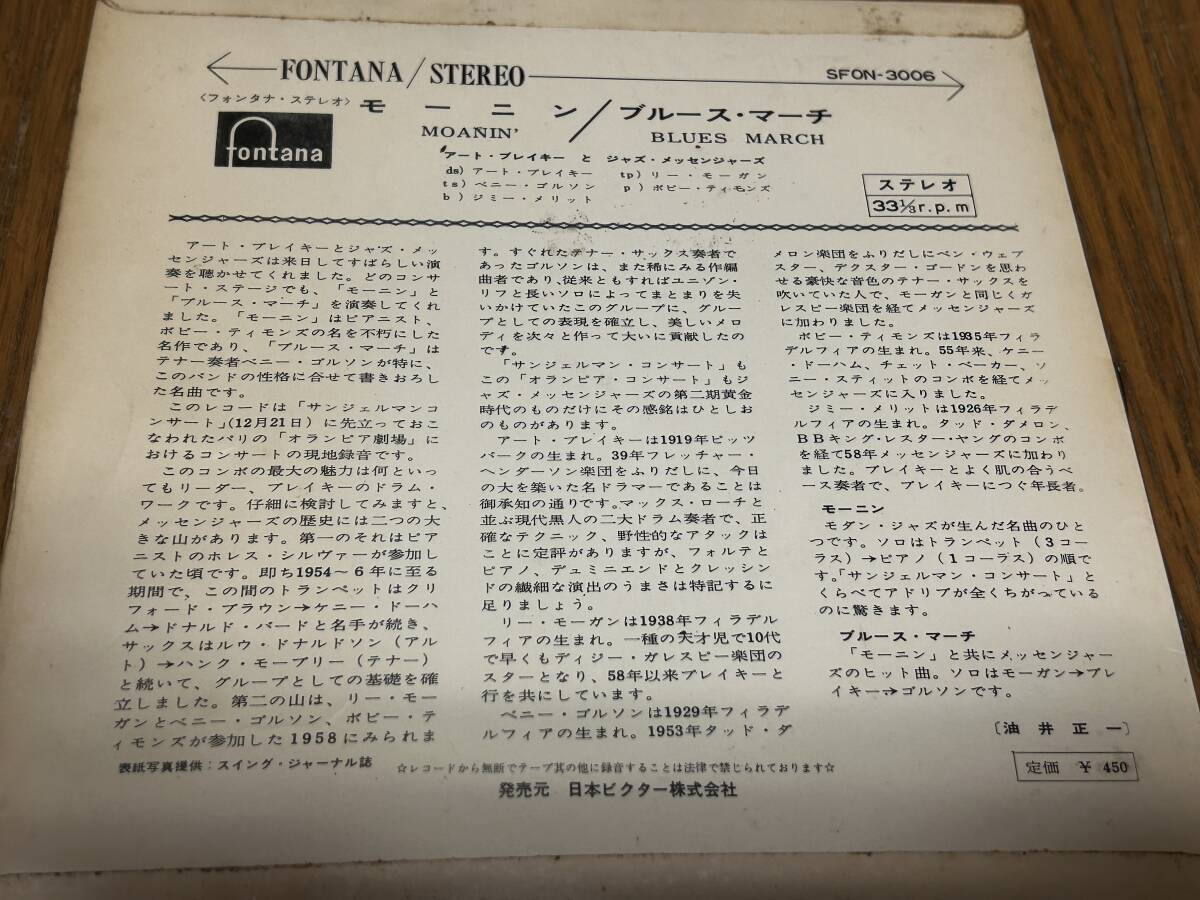 FONTANA/STEREO
SFON-3006
〈フォンタナ・ステレオ〉
モーニン/ブルース・マーチ
MOANIN'
BLUES MARCH
fontana
アート・ブレイキー と ジャズ・メッセンジャーズ
ds) アート・ブレイキー tp) リー・モーガン
ts) ベニー・ゴルソン p) ボビー・ティモンズ
b) ジミー・メリット
ステレオ
33⅓r.p.m
アート・ブレイキーとジャズ・メッ
センジャーズは来日してすばらしい演
奏を聴かせてくれました。どのコンサ
ート・ステージでも、「モーニン」と
「ブルース・マーチ」を演奏してくれ
ました。「モーニン」はピアニスト、
ボビー・ティモンズの名を不朽にした
名作であり、「ブルース・マーチ」は
テナー奏者ベニー・ゴルソンが特に、
このバンドの性格に合せて書きおろし
た名曲です。
このレコードは「サンジェルマンコ
ンサート」(12月21日)に先立っておこ
なわれたパリの「オランピア劇場」に
おけるコンサートの現地録音です。
このコンボの最大の魅力は何といっ
てもリーダー、ブレイキーのドラム・
ワークです。仔細に検討してみますと、
メッセンジャーズの歴史には二つの大
きな山があります。第一のそれはピア
ニストのホレス・シルヴァーが参加し
ていた頃です。即ち1954～6年に至る
期間で、この間のトランペットはクリ
フォード・ブラウン→ケニー・ドーハ
ム→ドナルド・バードと名手が続き、
サックスはルウ・ドナルドソン(アル
ト)→ハンク・モーブリー(テナー)
と続いて、グループとしての基礎を確
立しました。第二の山は、リー・モー
ガンとベニー・ゴルソン、ボビー・テ
ィモンズが参加した1958にみられま
す。すぐれたテナー・サックス奏者で
あったゴルソンは、また稀にみる作編
曲者であり、従来ともすればユニゾン・
リフと長いソロによってまとまりを失
いかけていたこのグループに、グルー
プとしての表現を確立し、美しいメロ
ディを次々と作って大いに貢献したの
です。
「サンジェルマン・コンサート」も
この「オランピア・コンサート」もジ
ャズ・メッセンジャーズの第二期黄金
時代のものだけにその感銘はひとしお
のものがあります。
アート・ブレイキーは1919年ピッツ
バークの生まれ。39年フレッチャー・
ヘンダーソン楽団をふりだしに、今日
の大を築いた名ドラマーであることは
御承知の通りです。マックス・ローチと
並ぶ現代黒人の二大ドラム奏者で、正
確なテクニック、野性的なアタックは
ことに定評がありますが、フォルテと
ピアノ、デュミニエンドとクレッシン
ドの繊細な演出のうまさは特記するに
足りましょう。
リー・モーガンは1938年フィラデル
フィアの生まれ。一種の天才児で10代
で早くもディジー・ガレスピー楽団の
スターとなり、58年以来ブレイキーと
行を共にしています。
ベニー・ゴルソンは1929年フィラデ
ルフィアの生まれ。1953年タッド・ダ
メロン楽団をふりだしにベン・ウェブ
スター、デクスター・ゴードンを思わ
せる豪快な音色のテナー・サックスを
吹いていた人で、モーガンと同じくガ
レスピー楽団を経てメッセンジャーズ
に加わりました。
ボビー・ティモンズは1935年フィラ
デルフィアの生まれ。55年来、ケニー
・ドーハム、チェット・ベーカー、ソ
ニー・スティットのコンボを経てメッ
センジャーズに入りました。
ジミー・メリットは1926年フィラデ
ルフィアの生まれ。タッド・ダメロン、
BBキング・レスター・ヤングのコンボ
を経て58年メッセンジャーズに加わり
ました。ブレイキーとよく肌の合うベ
ース奏者で、ブレイキーにつぐ年長者。
モーニン
モダン・ジャズが生んだ名曲のひと
つです。ソロはトランペット(3コー
ラス)→ピアノ(1コーラス)の順で
す。「サンジェルマン・コンサート」と
くらべてアドリブが全くちがっている
のに驚きます。
ブルース・マーチ
「モーニン」と共にメッセンジャー
ズのヒット曲。ソロはモーガン→ブレ
イキー→ゴルソンです。
〔油井正一〕
表紙写真提供：スイング・ジャーナル誌
☆レコードから無断でテープ其の他に録音することは法律で禁じられております☆
定価 ￥450
発売元 日本ビクター株式会社